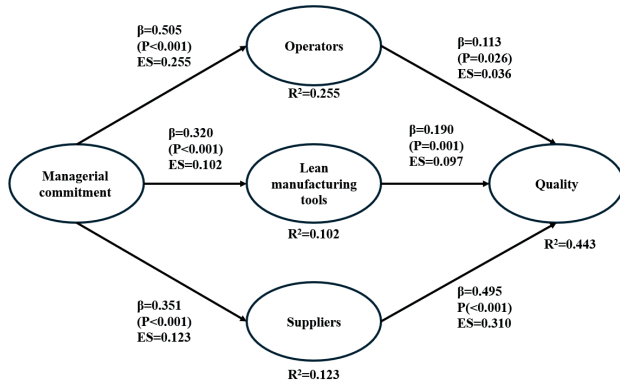 β=0.505
(P<0.001)
ES=0.255
Operators
R²=0.255
β=0.113
(P=0.026)
ES=0.036
Managerial
commitment
β=0.320
(P<0.001)
ES=0.102
Lean
manufacturing
tools
R²=0.102
β=0.190
(P=0.001)
ES=0.097
Quality
R²=0.443
β=0.351
(P<0.001)
ES=0.123
Suppliers
R²=0.123
β=0.495
P(<0.001)
ES=0.310